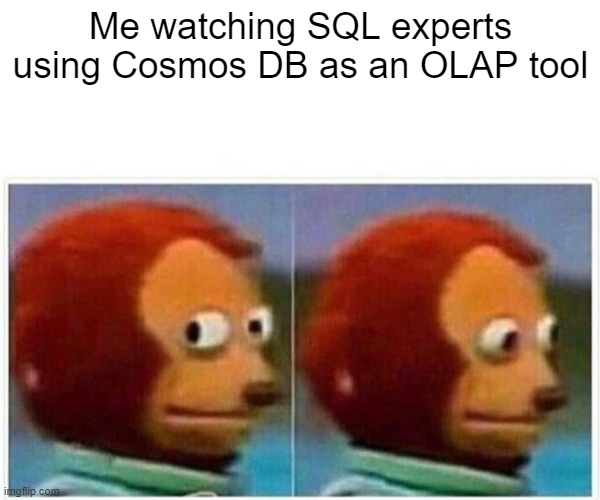 Me watching SQL experts
using Cosmos DB as an OLAP tool
imgflip.com